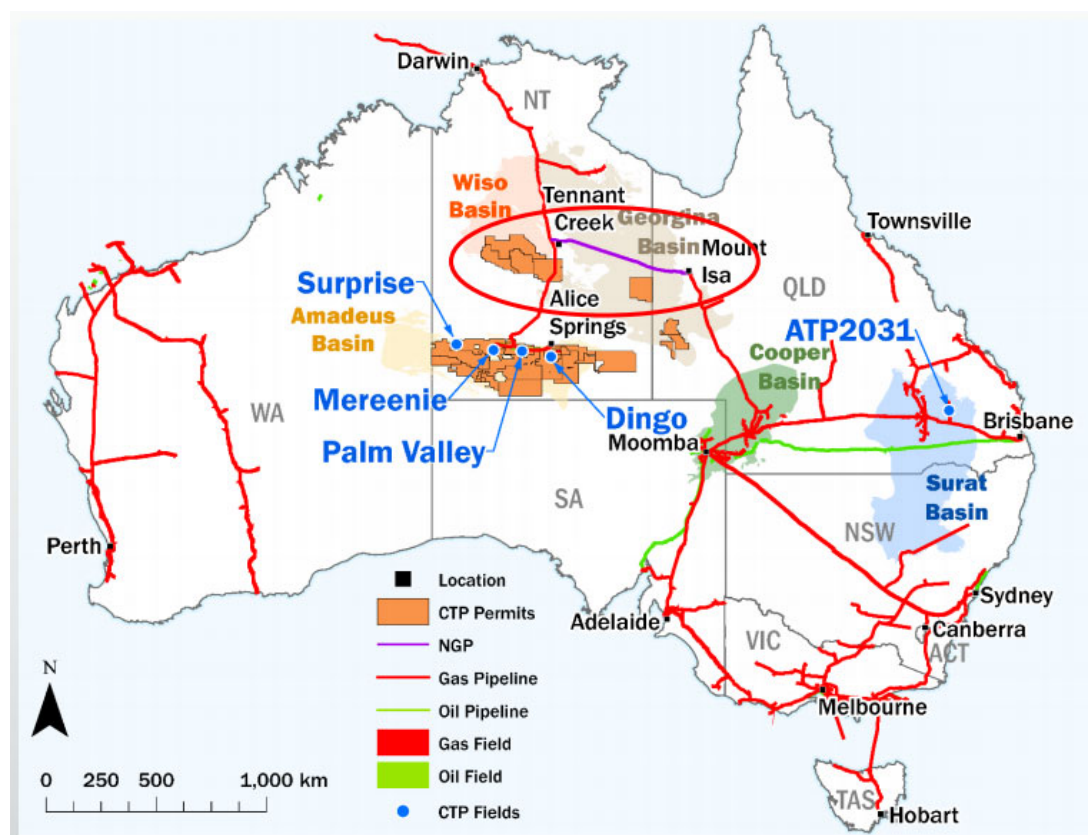 Darwin
NT
Wiso
Basin
Tennant
Creek
Georgina
Basin
Mount
Isa
Townsville
Surprise
Alice
Springs
QLD
Amadeus
Basin
ATP2031
Cooper
Basin
Mereenie
Dingo
WA
Palm Valley
Moomba
Brisbane
SA
Surat
Basin
NSW
Perth
Sydney
Adelaide
Canberra
VIC
ACT
Melbourne
TAS
Hobart
Location
CTP Permits
NGP
Gas Pipeline
Oil Pipeline
Gas Field
Oil Field
CTP Fields
N
0 250 500 1,000 km